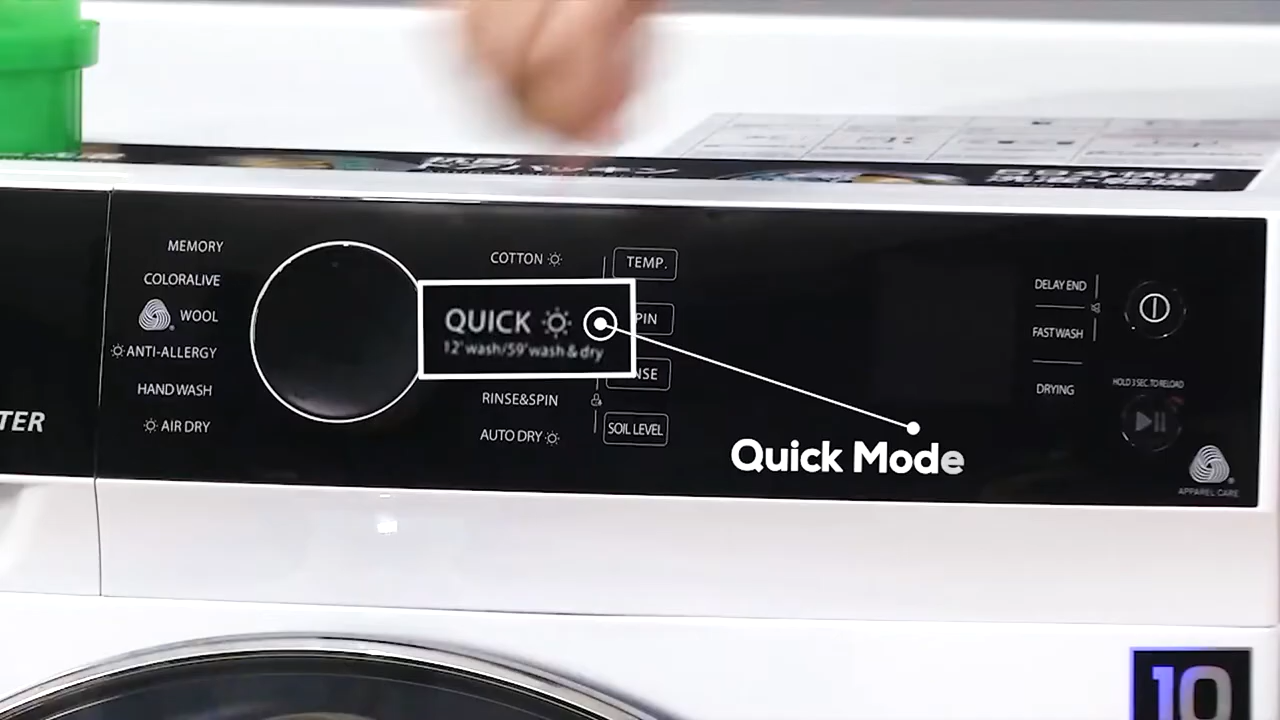 MEMORY
COLORALIVE
WOOL
ANTI-ALLERGY
HAND WASH
AIR DRY
TER
COTTON
QUICK
12' wash/59' wash & dry
RINSE&SPIN
AUTO DRY
TEMP.
PIN
NSE
SOIL LEVEL
Quick Mode
DELAY END
FAST WASH
DRYING
HOLD 3 SEC. TO RELOAD
APPAREL CARE
10